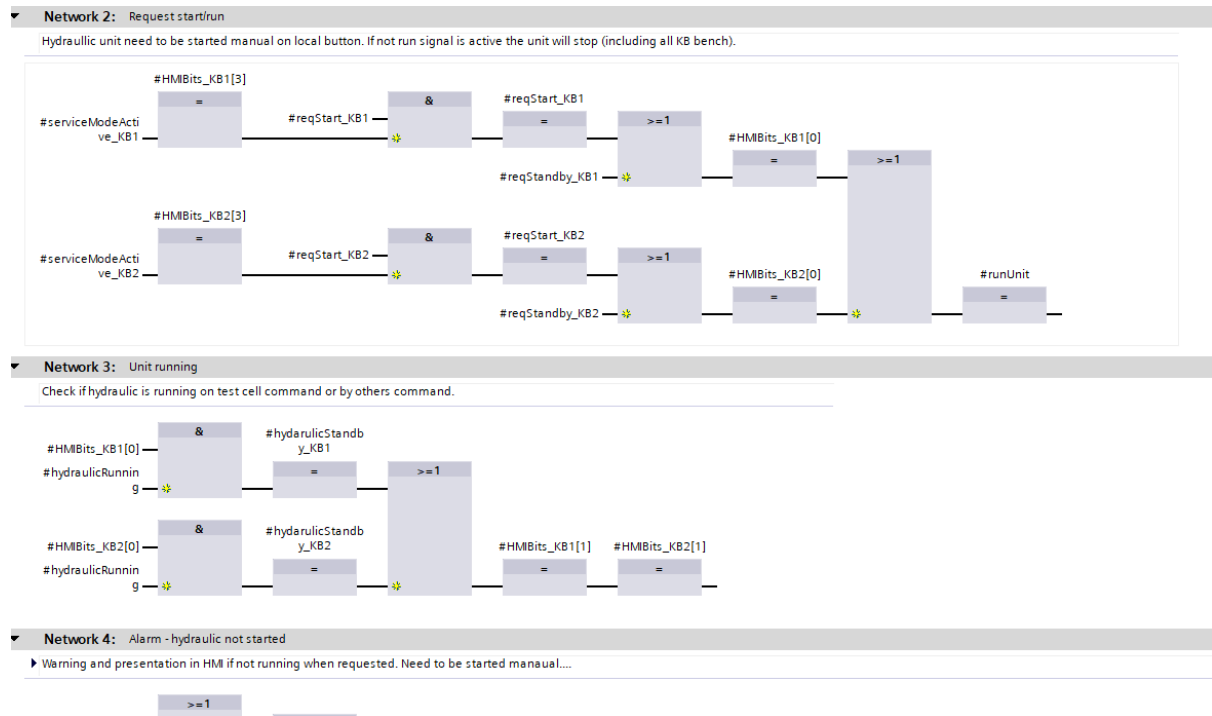 Network 2: Request start/run
Hydraullic unit need to be started manual on local button. If not run signal is active the unit will stop (including all KB bench).
#HMIBits_KB1[3]
=
#serviceModeActi
ve_KB1
#reqStart_KB1
&
#reqStart_KB1
=
>=1
#reqStandby_KB1
#HMIBits_KB1[0]
=
>=1
#HMIBits_KB2[3]
=
#serviceModeActi
ve_KB2
#reqStart_KB2
&
#reqStart_KB2
=
>=1
#reqStandby_KB2
#HMIBits_KB2[0]
=
#runUnit
=
Network 3: Unit running
Check if hydraulic is running on test cell command or by others command.
&
#HMIBits_KB1[0]
#hydraulicRunnin
g
#hydarulicStandb
y_KB1
=
>=1
&
#HMIBits_KB2[0]
#hydraulicRunnin
g
#hydarulicStandb
y_KB2
=
#HMIBits_KB1[1]
=
#HMIBits_KB2[1]
=
Network 4: Alarm - hydraulic not started
Warning and presentation in HMI if not running when requested. Need to be started manaual....
>=1